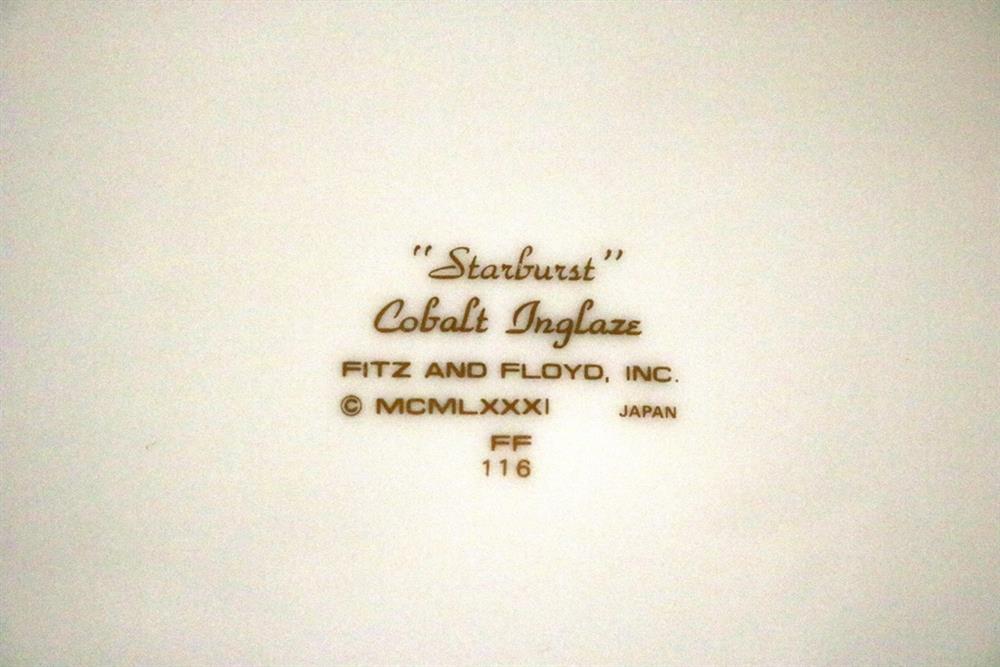 "Starburst"
Cobalt Inglaze
FITZ AND FLOYD, INC.
© MCMLXXXI JAPAN
FF
116